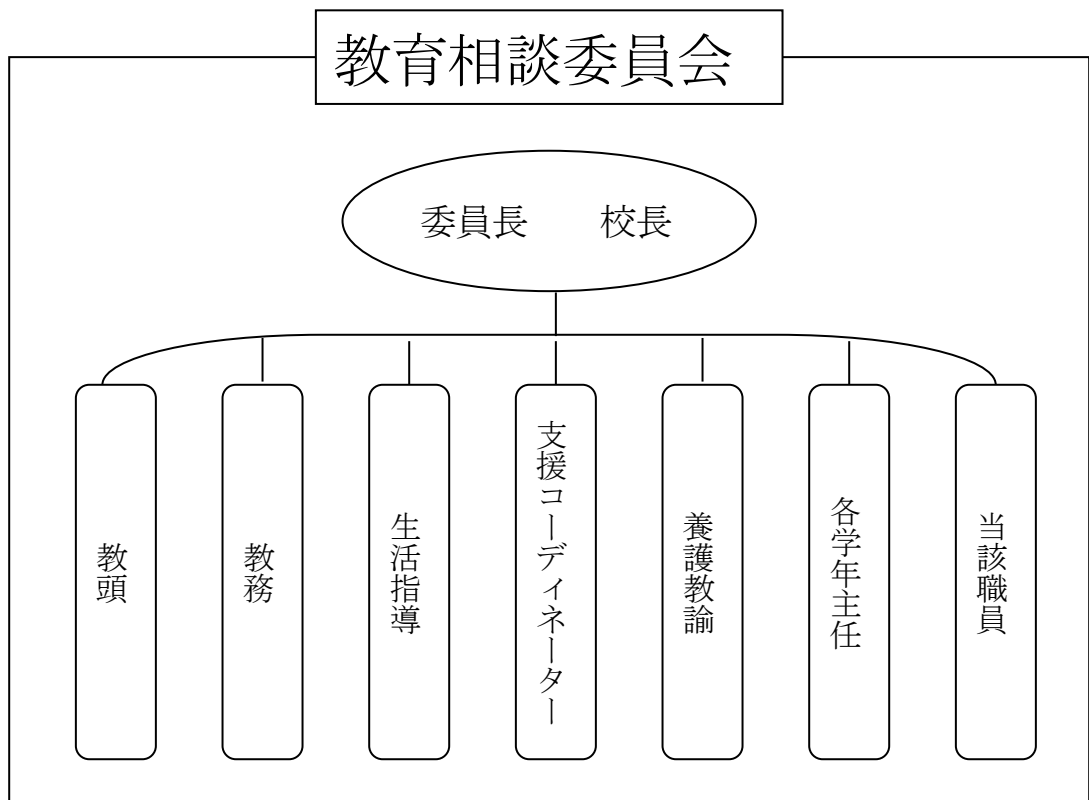 教育相談委員会
委員長　　校長
教頭
教務
生活指導
支援コーディネーター
養護教諭
各学年主任
当該職員